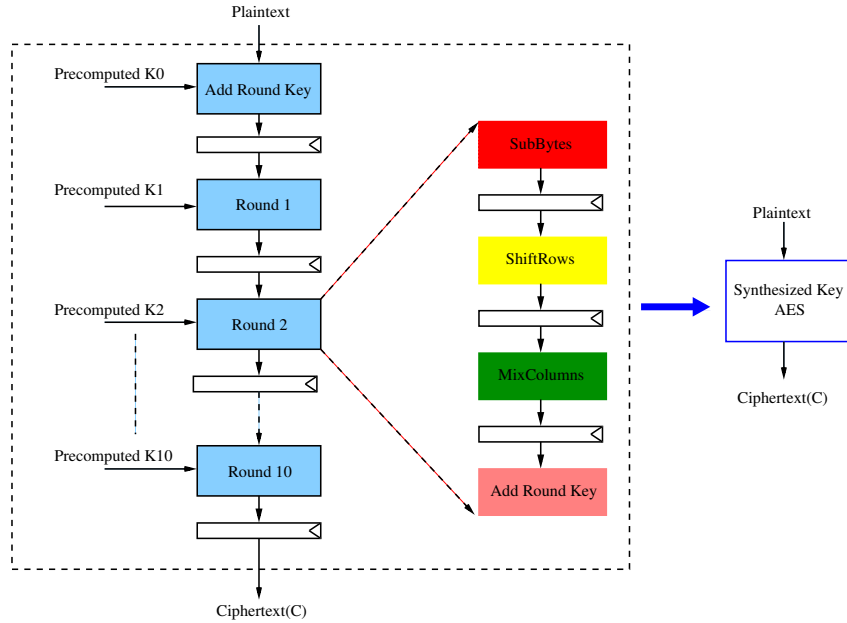 Plaintext
Precomputed K0
Add Round Key
Precomputed K1
Round 1
Precomputed K2
Round 2
Precomputed K10
Round 10
Ciphertext(C)
SubBytes
ShiftRows
MixColumns
Add Round Key
Plaintext
Synthesized Key
AES
Ciphertext(C)